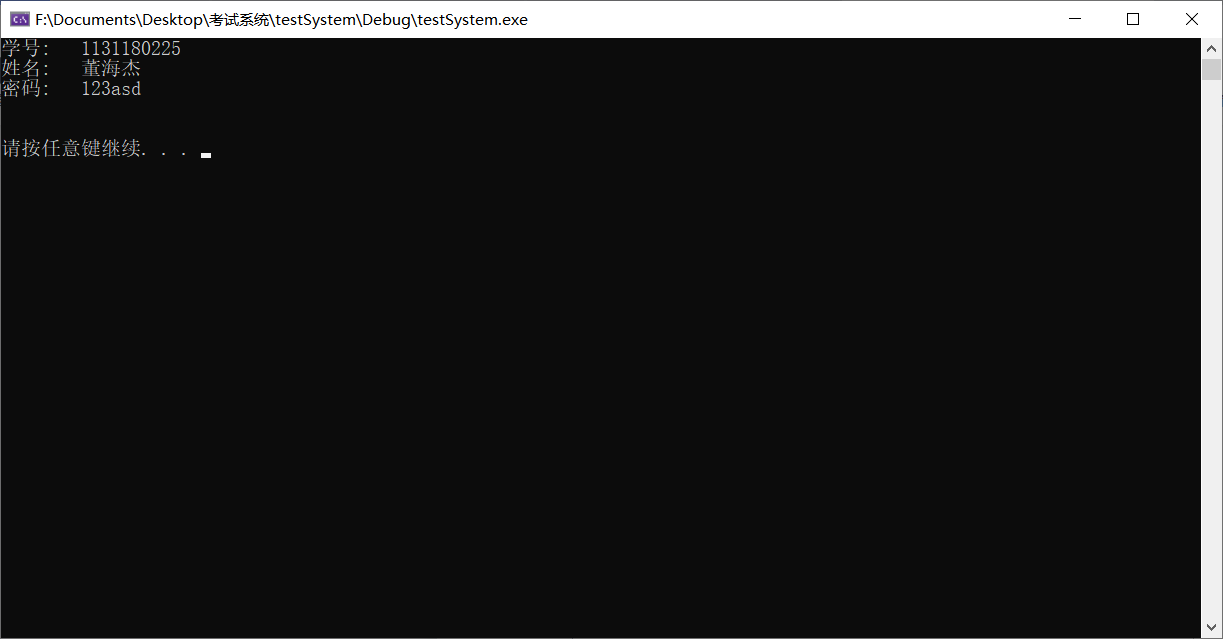 F:\Documents\Desktop\考试系统\testSystem\Debug\testSystem.exe
学号:   1131180225
姓名:   董海杰
密码:   123asd
请按任意键继续. . .